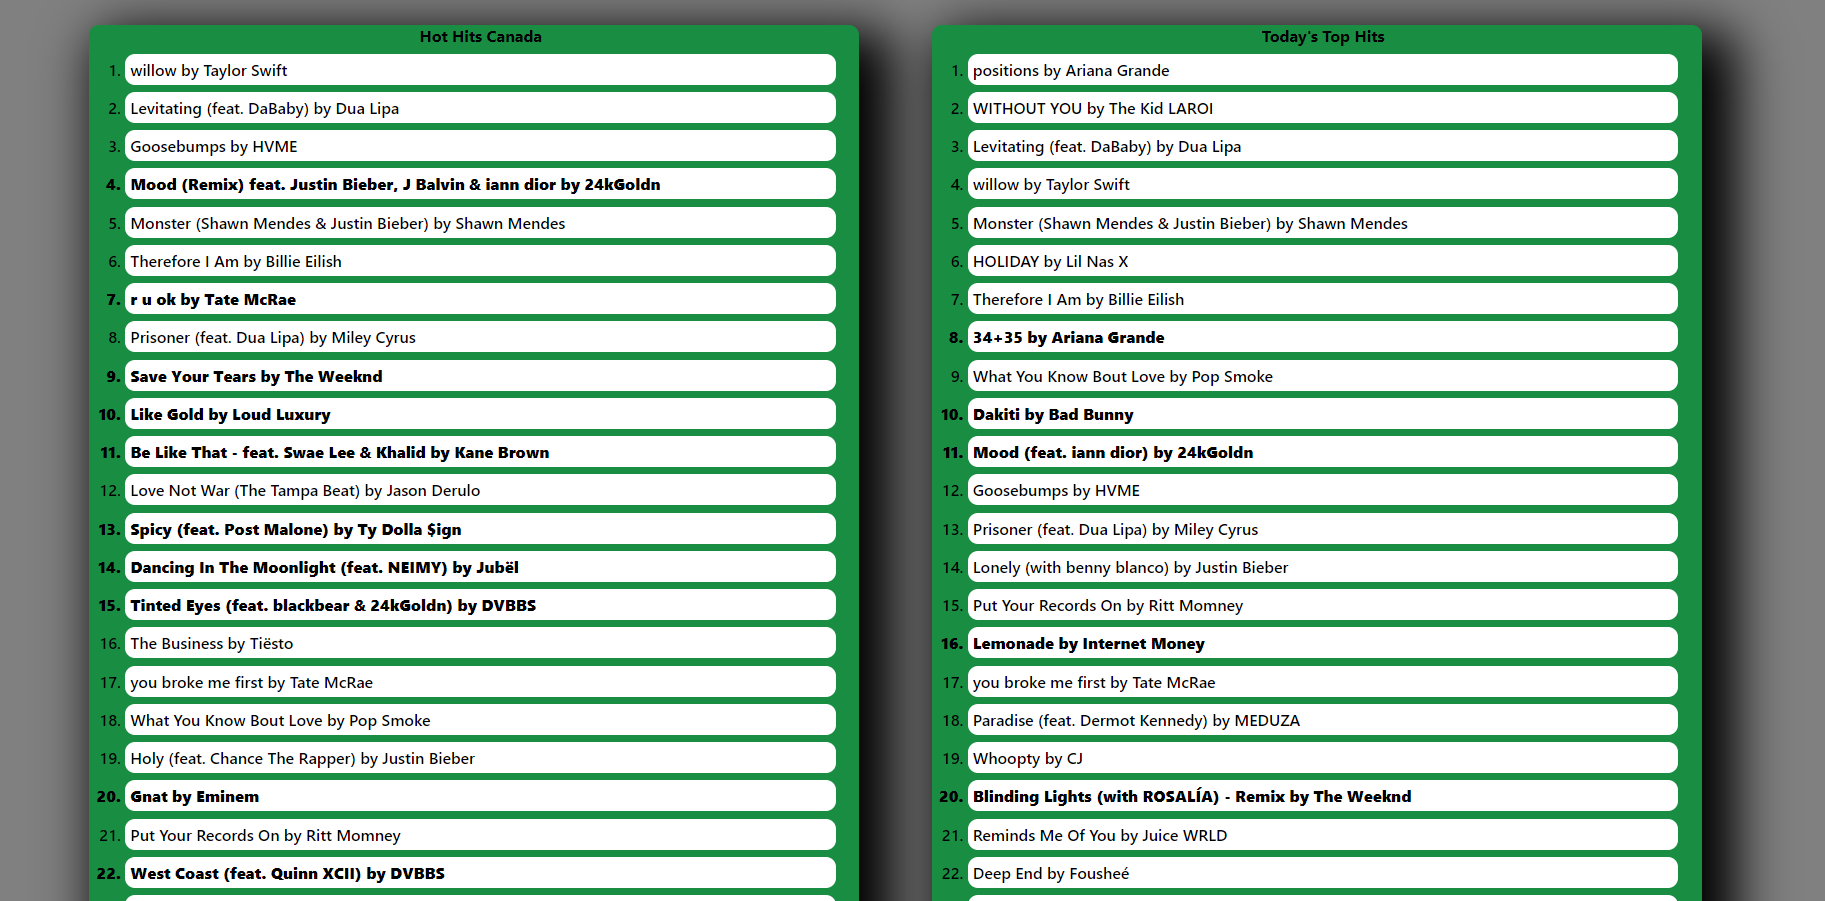 Hot Hits Canada
1. willow by Taylor Swift
2. Levitating (feat. DaBaby) by Dua Lipa
3. Goosebumps by HVME
4. Mood (Remix) feat. Justin Bieber, J Balvin & iann dior by 24kGoldn
5. Monster (Shawn Mendes & Justin Bieber) by Shawn Mendes
6. Therefore I Am by Billie Eilish
7. r u ok by Tate McRae
8. Prisoner (feat. Dua Lipa) by Miley Cyrus
9. Save Your Tears by The Weeknd
10. Like Gold by Loud Luxury
11. Be Like That - feat. Swae Lee & Khalid by Kane Brown
12. Love Not War (The Tampa Beat) by Jason Derulo
13. Spicy (feat. Post Malone) by Ty Dolla $ign
14. Dancing In The Moonlight (feat. NEIMY) by Jubël
15. Tinted Eyes (feat. blackbear & 24kGoldn) by DVBBS
16. The Business by Tiësto
17. you broke me first by Tate McRae
18. What You Know Bout Love by Pop Smoke
19. Holy (feat. Chance The Rapper) by Justin Bieber
20. Gnat by Eminem
21. Put Your Records On by Ritt Momney
22. West Coast (feat. Quinn XCII) by DVBBS
Today's Top Hits
1. positions by Ariana Grande
2. WITHOUT YOU by The Kid LAROI
3. Levitating (feat. DaBaby) by Dua Lipa
4. willow by Taylor Swift
5. Monster (Shawn Mendes & Justin Bieber) by Shawn Mendes
6. HOLIDAY by Lil Nas X
7. Therefore I Am by Billie Eilish
8. 34+35 by Ariana Grande
9. What You Know Bout Love by Pop Smoke
10. Dakiti by Bad Bunny
11. Mood (feat. iann dior) by 24kGoldn
12. Goosebumps by HVME
13. Prisoner (feat. Dua Lipa) by Miley Cyrus
14. Lonely (with benny blanco) by Justin Bieber
15. Put Your Records On by Ritt Momney
16. Lemonade by Internet Money
17. you broke me first by Tate McRae
18. Paradise (feat. Dermot Kennedy) by MEDUZA
19. Whoopty by CJ
20. Blinding Lights (with ROSALÍA) - Remix by The Weeknd
21. Reminds Me Of You by Juice WRLD
22. Deep End by Fousheé